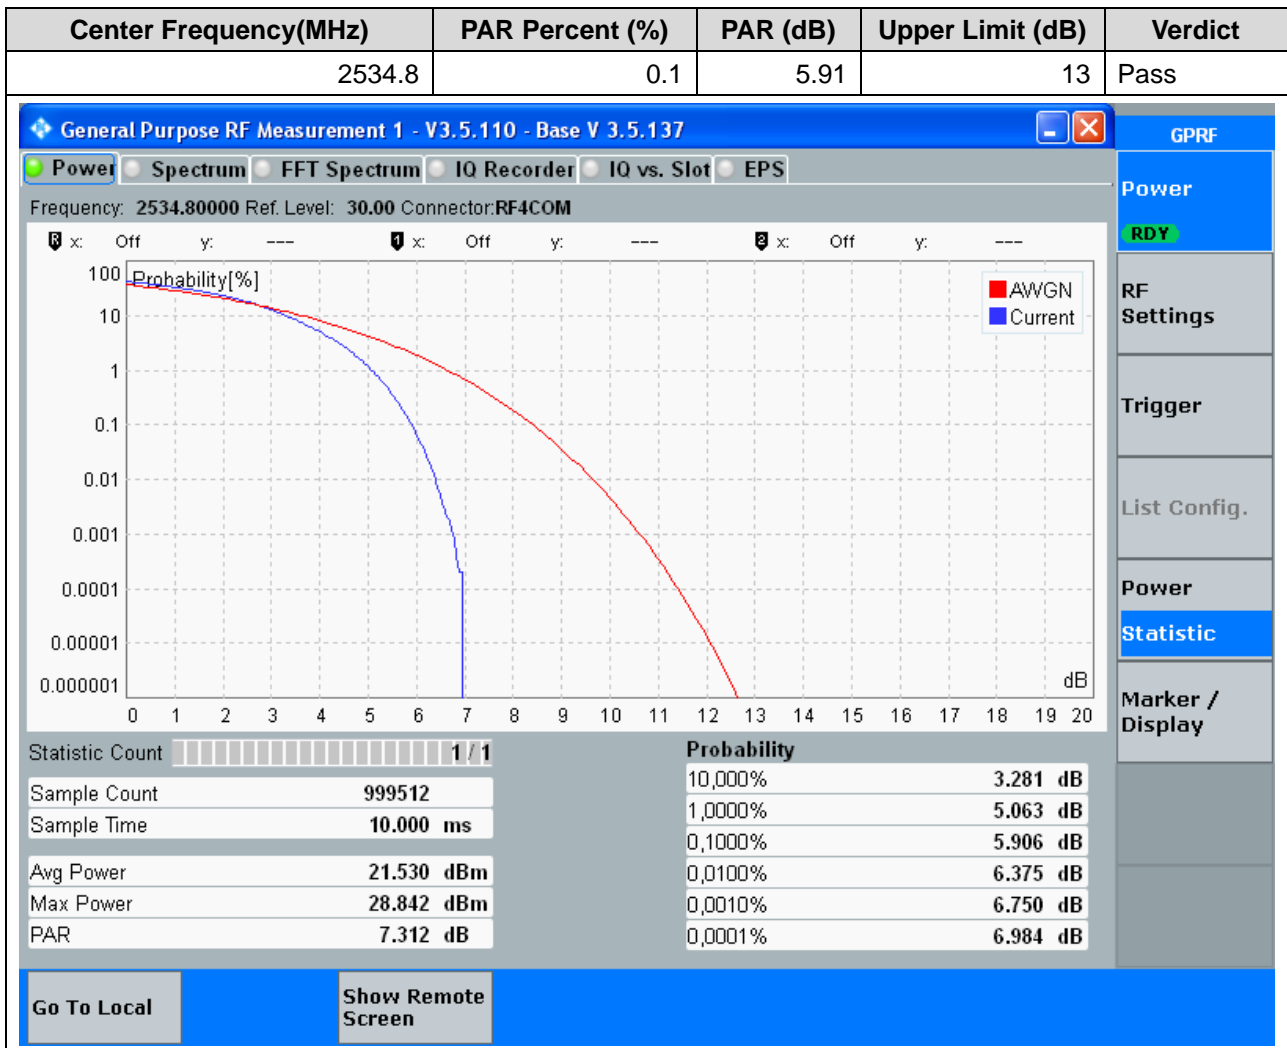 Center Frequency(MHz) PAR Percent (%) PAR (dB) Upper Limit (dB) Verdict
2534.8 0.1 5.91 13 Pass
General Purpose RF Measurement 1 - V3.5.110 - Base V 3.5.137
GPRF
Power Spectrum FFT Spectrum IQ Recorder IQ vs. Slot EPS
Power
RDY
Frequency: 2534.80000 Ref. Level: 30.00 Connector:RF4COM
R x: Off y: --- 1 x: Off y: --- 2 x: Off y: ---
Probability[%]
AWGN
Current
100
10
1
0.1
0.01
0.001
0.0001
0.00001
0.000001
dB
0 1 2 3 4 5 6 7 8 9 10 11 12 13 14 15 16 17 18 19 20
RF
Settings
Trigger
List Config.
Power
Statistic
Marker /
Display
Statistic Count 1 / 1
Sample Count 999512
Sample Time 10.000 ms
Avg Power 21.530 dBm
Max Power 28.842 dBm
PAR 7.312 dB
Probability
10,000% 3.281 dB
1,0000% 5.063 dB
0,1000% 5.906 dB
0,0100% 6.375 dB
0,0010% 6.750 dB
0,0001% 6.984 dB
Go To Local
Show Remote
Screen